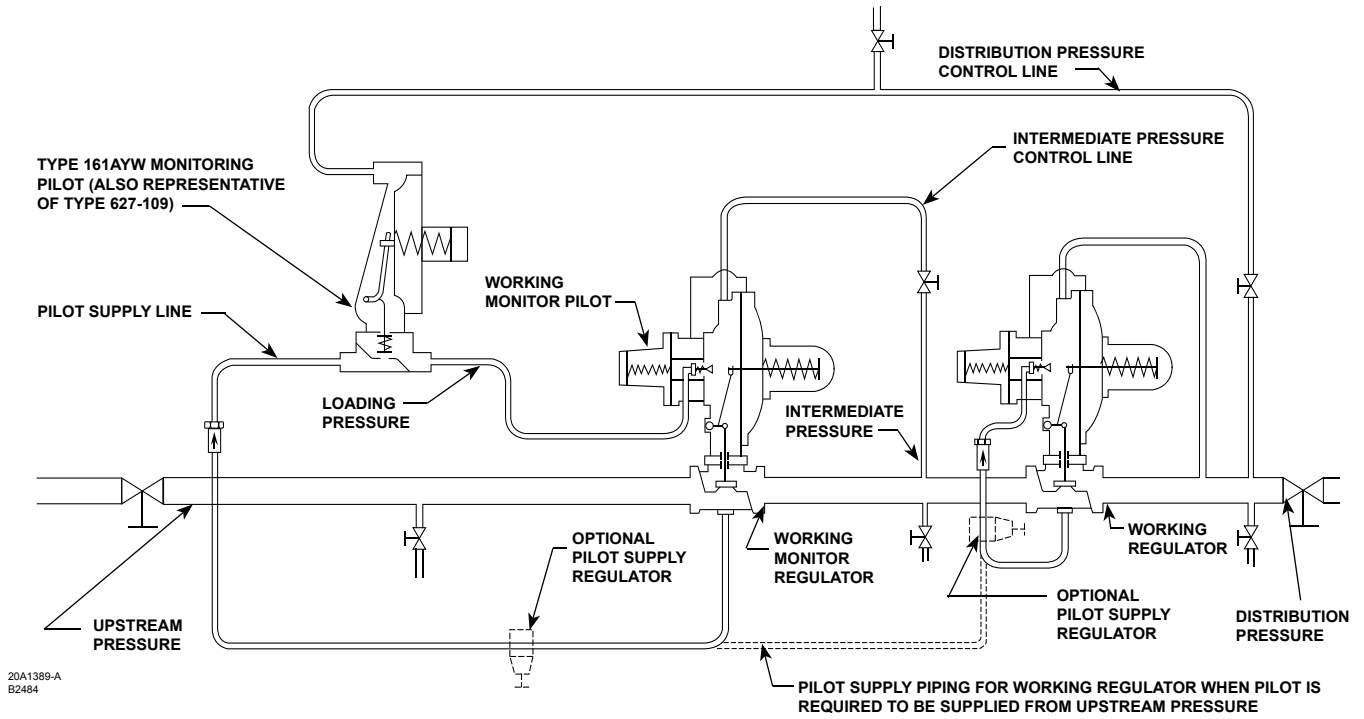 DISTRIBUTION PRESSURE
CONTROL LINE
INTERMEDIATE PRESSURE
CONTROL LINE
TYPE 161AYW MONITORING
PILOT (ALSO REPRESENTATIVE
OF TYPE 627-109)
WORKING
MONITOR PILOT
PILOT SUPPLY LINE
LOADING
PRESSURE
INTERMEDIATE
PRESSURE
OPTIONAL
PILOT SUPPLY
REGULATOR
WORKING
MONITOR
REGULATOR
WORKING
REGULATOR
OPTIONAL
PILOT SUPPLY
REGULATOR
DISTRIBUTION
PRESSURE
UPSTREAM
PRESSURE
20A1389-A
B2484
PILOT SUPPLY PIPING FOR WORKING REGULATOR WHEN PILOT IS
REQUIRED TO BE SUPPLIED FROM UPSTREAM PRESSURE